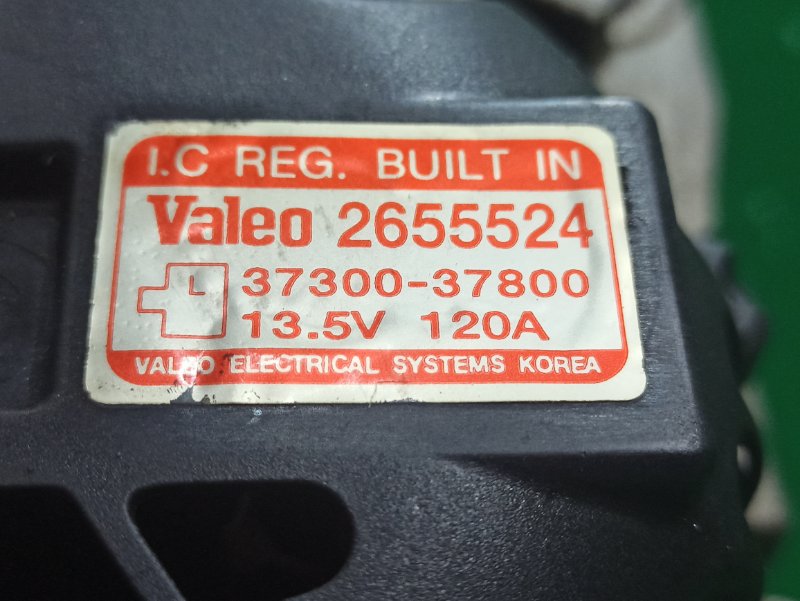 I.C REG. BUILT IN
Valeo 2655524
L 37300-37800
13.5V 120A
VALEO ELECTRICAL SYSTEMS KOREA